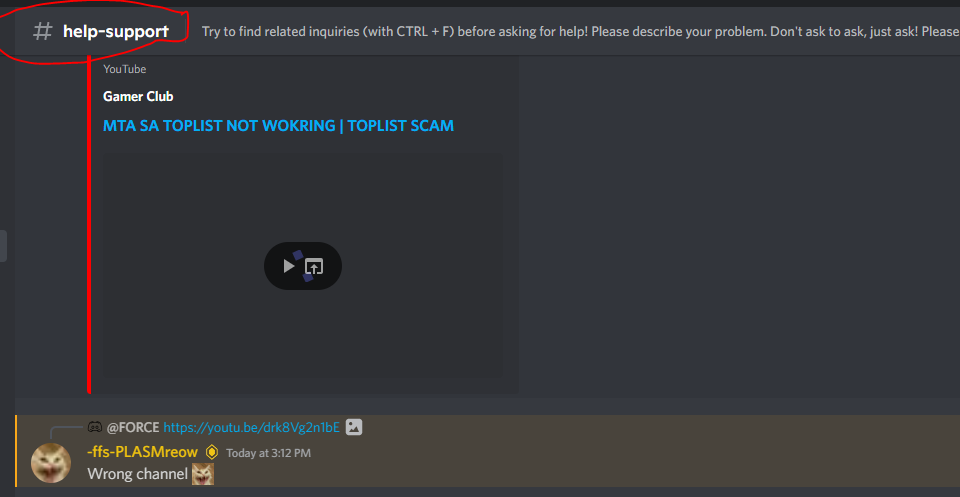 # help-support Try to find related inquiries (with CTRL + F) before asking for help! Please describe your problem. Don't ask to ask, just ask! Please
YouTube
Gamer Club
MTA SA TOPLIST NOT WOKRING | TOPLIST SCAM
@FORCE https://youtu.be/drk8Vg2n1bE
-ffs-PLASMreow Today at 3:12 PM
Wrong channel